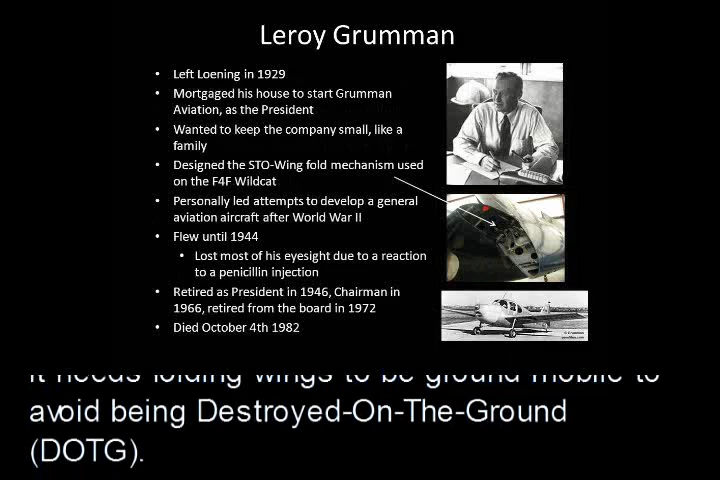 Leroy Grumman
• Left Loening in 1929
• Mortgaged his house to start Grumman
Aviation, as the President
• Wanted to keep the company small, like a
family
• Designed the STO-Wing fold mechanism used
on the F4F Wildcat
• Personally led attempts to develop a general
aviation aircraft after World War II
• Flew until 1944
• Lost most of his eyesight due to a reaction
to a penicillin injection
• Retired as President in 1946, Chairman in
1966, retired from the board in 1972
• Died October 4th 1982
it needs folding wings to be ground mobile to
avoid being Destroyed-On-The-Ground
(DOTG).